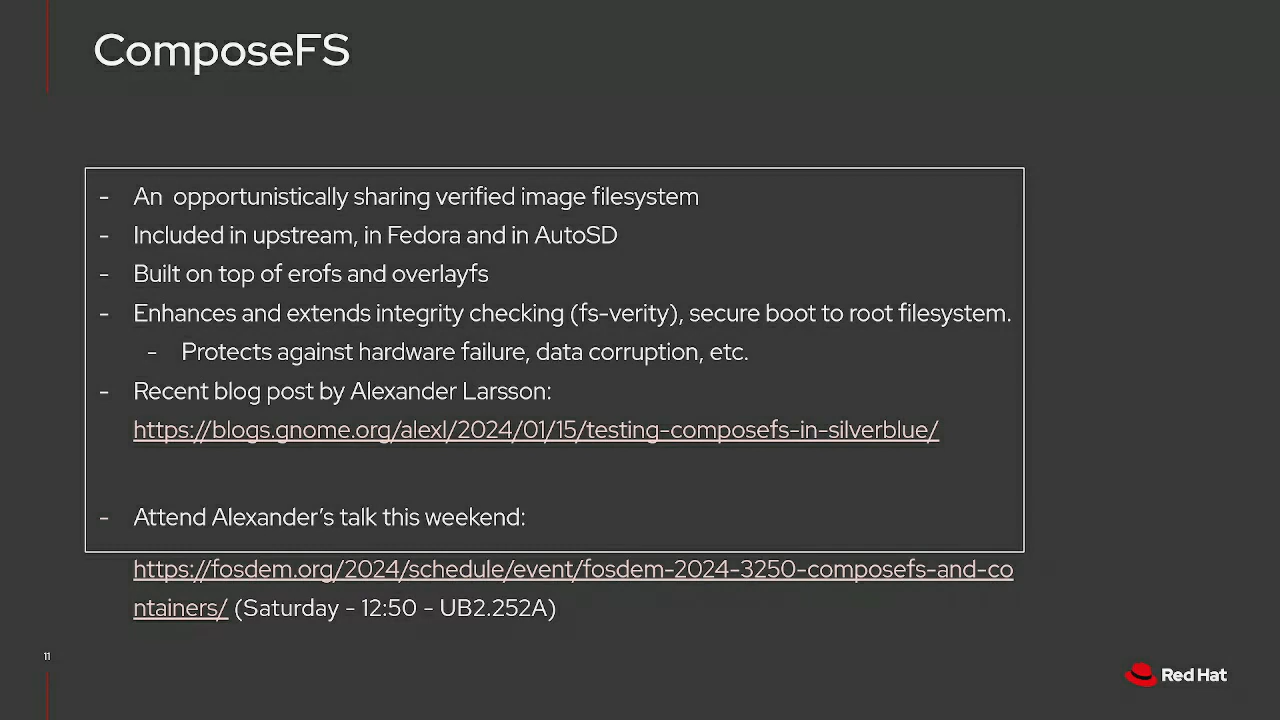 ComposeFS
- An opportunistically sharing verified image filesystem
- Included in upstream, in Fedora and in AutoSD
- Built on top of erofs and overlayfs
- Enhances and extends integrity checking (fs-verity), secure boot to root filesystem.
- Protects against hardware failure, data corruption, etc.
- Recent blog post by Alexander Larsson:
https://blogs.gnome.org/alexl/2024/01/15/testing-composefs-in-silverblue/
- Attend Alexander's talk this weekend:
https://fosdem.org/2024/schedule/event/fosdem-2024-3250-composefs-and-co
ntainers/ (Saturday - 12:50 - UB2.252A)
11
Red Hat